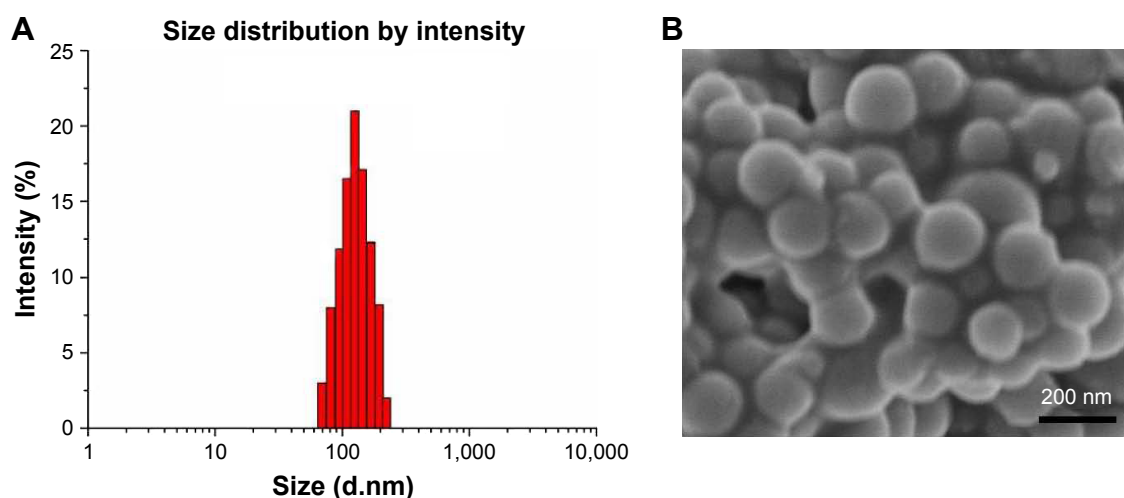 A
Size distribution by intensity
25
20
15
10
5
0
Intensity (%)
1
10
100
1,000
10,000
Size (d.nm)
B
200 nm